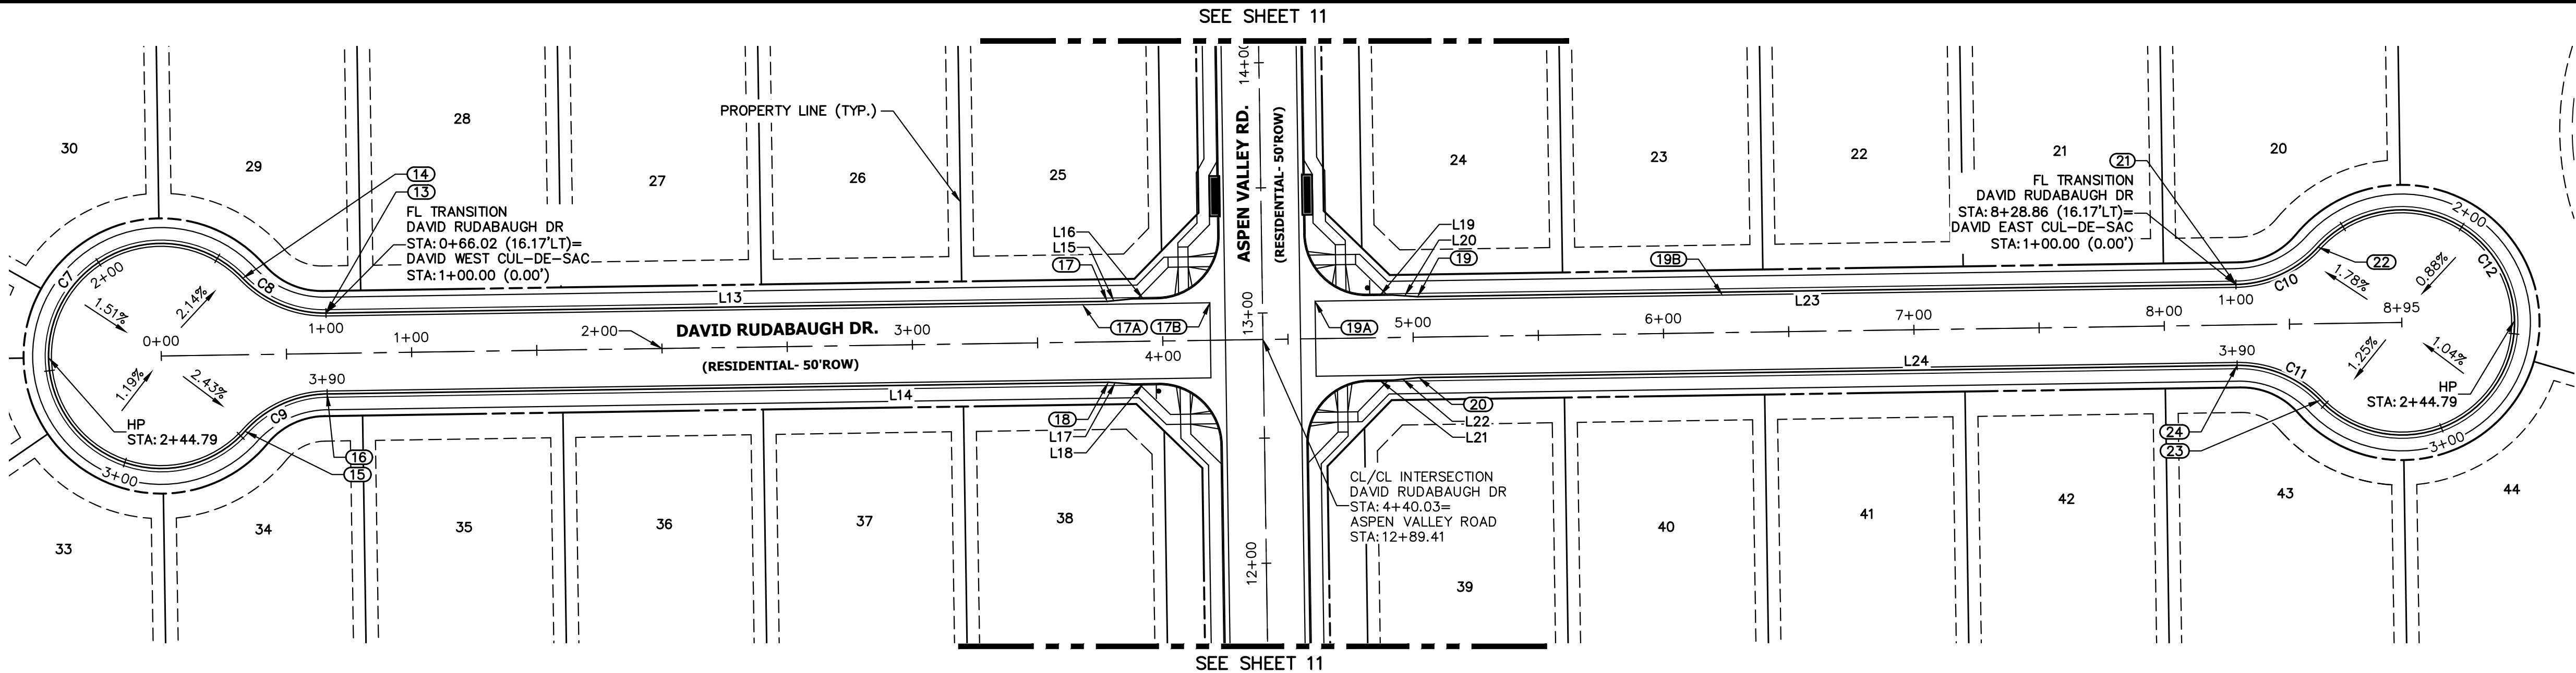 SEE SHEET 11
30
29
28
27
26
25
24
23
22
21
20
PROPERTY LINE (TYP.)
14+00
ASPEN VALLEY RD.
(RESIDENTIAL- 50'ROW)
13+00
12+00
14
13
FL TRANSITION
DAVID RUDABAUGH DR
STA: 0+66.02 (16.17'LT)=
DAVID WEST CUL-DE-SAC
STA: 1+00.00 (0.00')
21
FL TRANSITION
DAVID RUDABAUGH DR
STA: 8+28.86 (16.17'LT)=
DAVID EAST CUL-DE-SAC
STA: 1+00.00 (0.00')
L16
L15
17
L19
L20
19
19B
22
C7
2+00
C8
1.51%
2.14%
0+00
1.19%
2.43%
1+00
L13
1+00
2+00
DAVID RUDABAUGH DR.
(RESIDENTIAL- 50'ROW)
3+00
17A
17B
4+00
19A
5+00
6+00
L23
7+00
8+00
1+00
C10
1.78%
0.88%
2+00
C12
8+95
1.25%
1.04%
3+90
L14
L24
3+90
C11
C9
HP
STA: 2+44.79
3+00
16
15
18
L17
L18
20
L22
L21
24
23
HP
STA: 2+44.79
3+00
CL/CL INTERSECTION
DAVID RUDABAUGH DR
STA: 4+40.03=
ASPEN VALLEY ROAD
STA: 12+89.41
33
34
35
36
37
38
39
40
41
42
43
44
SEE SHEET 11